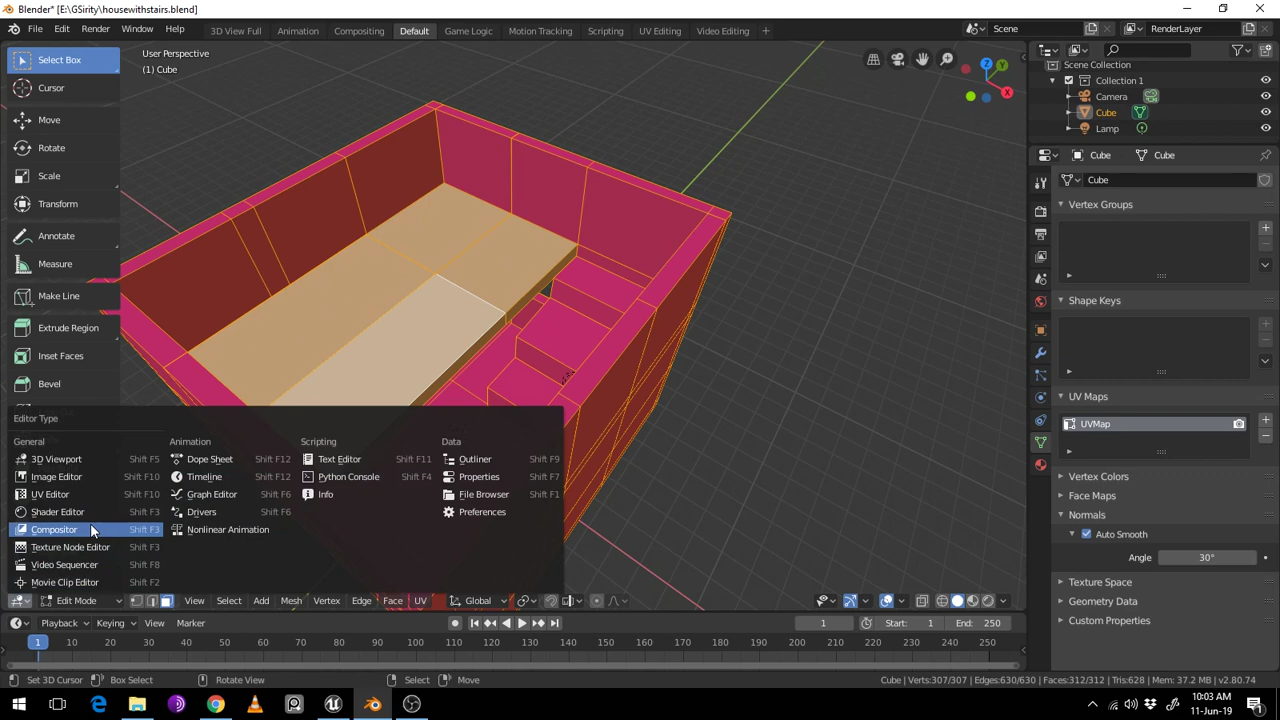 Blender* [E:\GSirity\housewithstairs.blend]
File Edit Render Window Help 3D View Full Animation Compositing Default Game Logic Motion Tracking Scripting UV Editing Video Editing + Scene RenderLayer
Select Box
Cursor
Move
Rotate
Scale
Transform
Annotate
Measure
Make Line
Extrude Region
Inset Faces
Bevel
User Perspective
(1) Cube
Z
Y
X
Scene Collection
Collection 1
Camera
Cube
Lamp
Cube Cube
Cube
Vertex Groups
Shape Keys
UV Maps
UVMap
Vertex Colors
Face Maps
Normals
Auto Smooth
Angle 30°
Texture Space
Geometry Data
Custom Properties
Editor Type
General Animation Scripting Data
3D Viewport Shift F5 Dope Sheet Shift F12 Text Editor Shift F11 Outliner Shift F9
Image Editor Shift F10 Timeline Shift F12 Python Console Shift F4 Properties Shift F7
UV Editor Shift F10 Graph Editor Shift F6 Info File Browser Shift F1
Shader Editor Shift F3 Drivers Shift F6 Preferences
Compositor Shift F3 Nonlinear Animation
Texture Node Editor Shift F3
Video Sequencer Shift F8
Movie Clip Editor Shift F2
Edit Mode View Select Add Mesh Vertex Edge Face UV Global
Playback Keying View Marker 1 Start: 1 End: 250
1 10 20 30 40 50 60 70 80 90 100 110 120 130 140 150 160 170 180 190 200 210 220 230 240 250
Set 3D Cursor Box Select Rotate View Select Move Cube | Verts:307/307 | Edges:630/630 | Faces:312/312 | Tris:628 | Mem: 37.2 MB | v2.80.74
10:03 AM
11-Jun-19
1